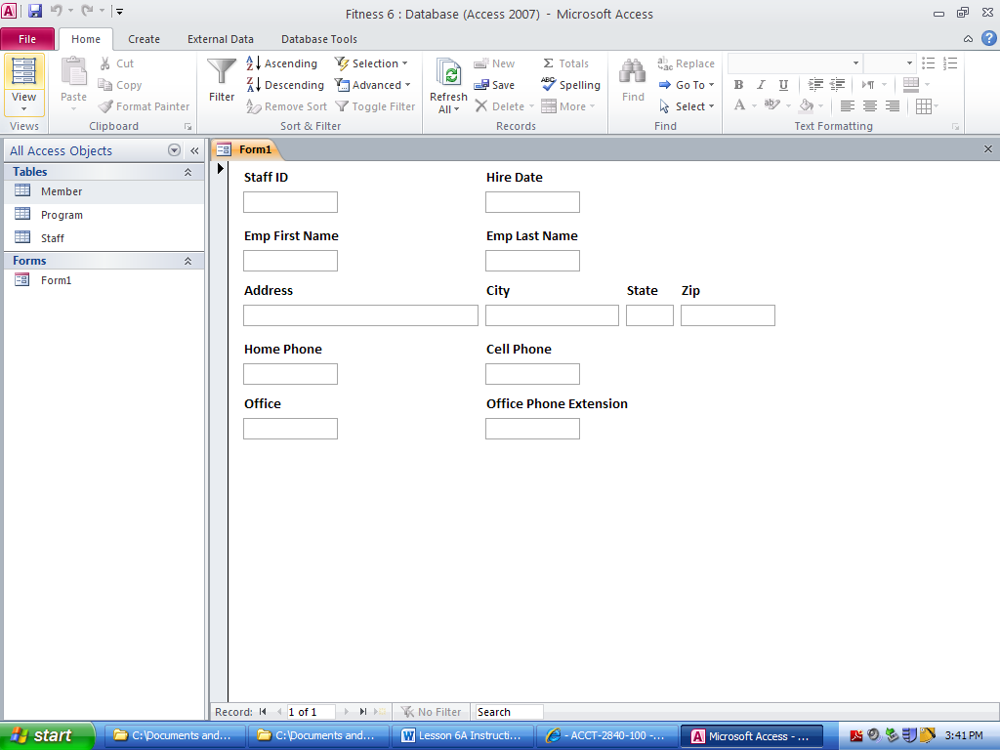 Fitness 6 : Database (Access 2007) - Microsoft Access
File Home Create External Data Database Tools
View Paste Cut Copy Format Painter
Filter Ascending Descending Remove Sort Selection Advanced Toggle Filter
Refresh All New Save Delete Totals Spelling More
Find Replace Go To Select
Views Clipboard Sort & Filter Records Find Text Formatting
All Access Objects
Tables
Member
Program
Staff
Forms
Form1
Form1
Staff ID Hire Date
Emp First Name Emp Last Name
Address City State Zip
Home Phone Cell Phone
Office Office Phone Extension
Record: 1 of 1 No Filter Search
start C:\Documents and... C:\Documents and... Lesson 6A Instructi... - ACCT-2840-100 -... Microsoft Access - ... 3:41 PM